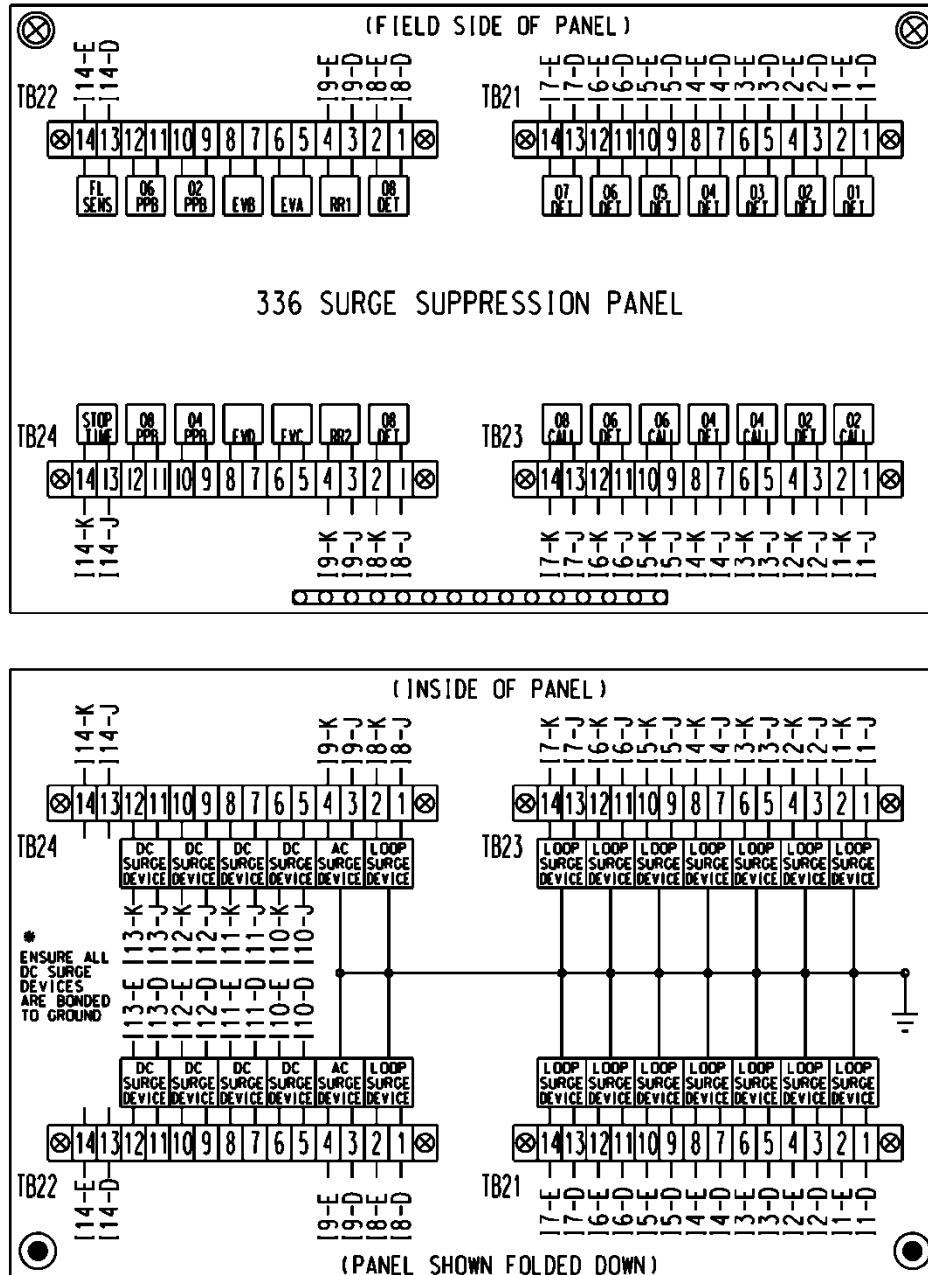 (FIELD SIDE OF PANEL)
I14-E I14-D I9-E I9-D I8-E I8-D
TB22
14 13 12 11 10 9 8 7 6 5 4 3 2 1
FL SENS
06 PPB
02 PPB
EVB
EVA
RR1
08 DET
I7-E I7-D I6-E I6-D I5-E I5-D I4-E I4-D I3-E I3-D I2-E I2-D I1-E I1-D
TB21
14 13 12 11 10 9 8 7 6 5 4 3 2 1
07 DET
06 DET
05 DET
04 DET
03 DET
02 DET
01 DET
336 SURGE SUPPRESSION PANEL
STOP TIME
08 PPB
04 PPB
EVD
EVC
RR2
08 DET
TB24
14 13 12 11 10 9 8 7 6 5 4 3 2 1
I14-K I14-J I9-K I9-J I8-K I8-J
08 CALL
06 DET
06 CALL
04 DET
04 CALL
02 DET
02 CALL
TB23
14 13 12 11 10 9 8 7 6 5 4 3 2 1
I7-K I7-J I6-K I6-J I5-K I5-J I4-K I4-J I3-K I3-J I2-K I2-J I1-K I1-J
(INSIDE OF PANEL)
I14-K I14-J I9-K I9-J I8-K I8-J
14 13 12 11 10 9 8 7 6 5 4 3 2 1
TB24
DC SURGE DEVICE
DC SURGE DEVICE
DC SURGE DEVICE
DC SURGE DEVICE
AC SURGE DEVICE
LOOP SURGE DEVICE
I13-K I13-J I12-K I12-J I11-K I11-J I10-K I10-J
I7-K I7-J I6-K I6-J I5-K I5-J I4-K I4-J I3-K I3-J I2-K I2-J I1-K I1-J
14 13 12 11 10 9 8 7 6 5 4 3 2 1
TB23
LOOP SURGE DEVICE
LOOP SURGE DEVICE
LOOP SURGE DEVICE
LOOP SURGE DEVICE
LOOP SURGE DEVICE
LOOP SURGE DEVICE
LOOP SURGE DEVICE
*
ENSURE ALL
DC SURGE
DEVICES
ARE BONDED
TO GROUND
I13-E I13-D I12-E I12-D I11-E I11-D I10-E I10-D
DC SURGE DEVICE
DC SURGE DEVICE
DC SURGE DEVICE
DC SURGE DEVICE
AC SURGE DEVICE
LOOP SURGE DEVICE
14 13 12 11 10 9 8 7 6 5 4 3 2 1
TB22
I14-E I14-D I9-E I9-D I8-E I8-D
LOOP SURGE DEVICE
LOOP SURGE DEVICE
LOOP SURGE DEVICE
LOOP SURGE DEVICE
LOOP SURGE DEVICE
LOOP SURGE DEVICE
LOOP SURGE DEVICE
14 13 12 11 10 9 8 7 6 5 4 3 2 1
TB21
I7-E I7-D I6-E I6-D I5-E I5-D I4-E I4-D I3-E I3-D I2-E I2-D I1-E I1-D
(PANEL SHOWN FOLDED DOWN)